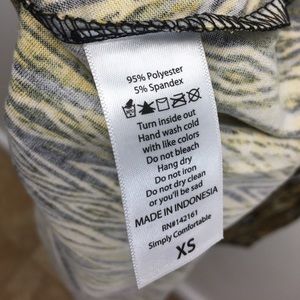 95% Polyester
5% Spandex
Turn inside out
Hand wash cold
with like colors
Do not bleach
Hang dry
Do not iron
Do not dry clean
or you'll be sad
MADE IN INDONESIA
RN#142161
Simply Comfortable
XS